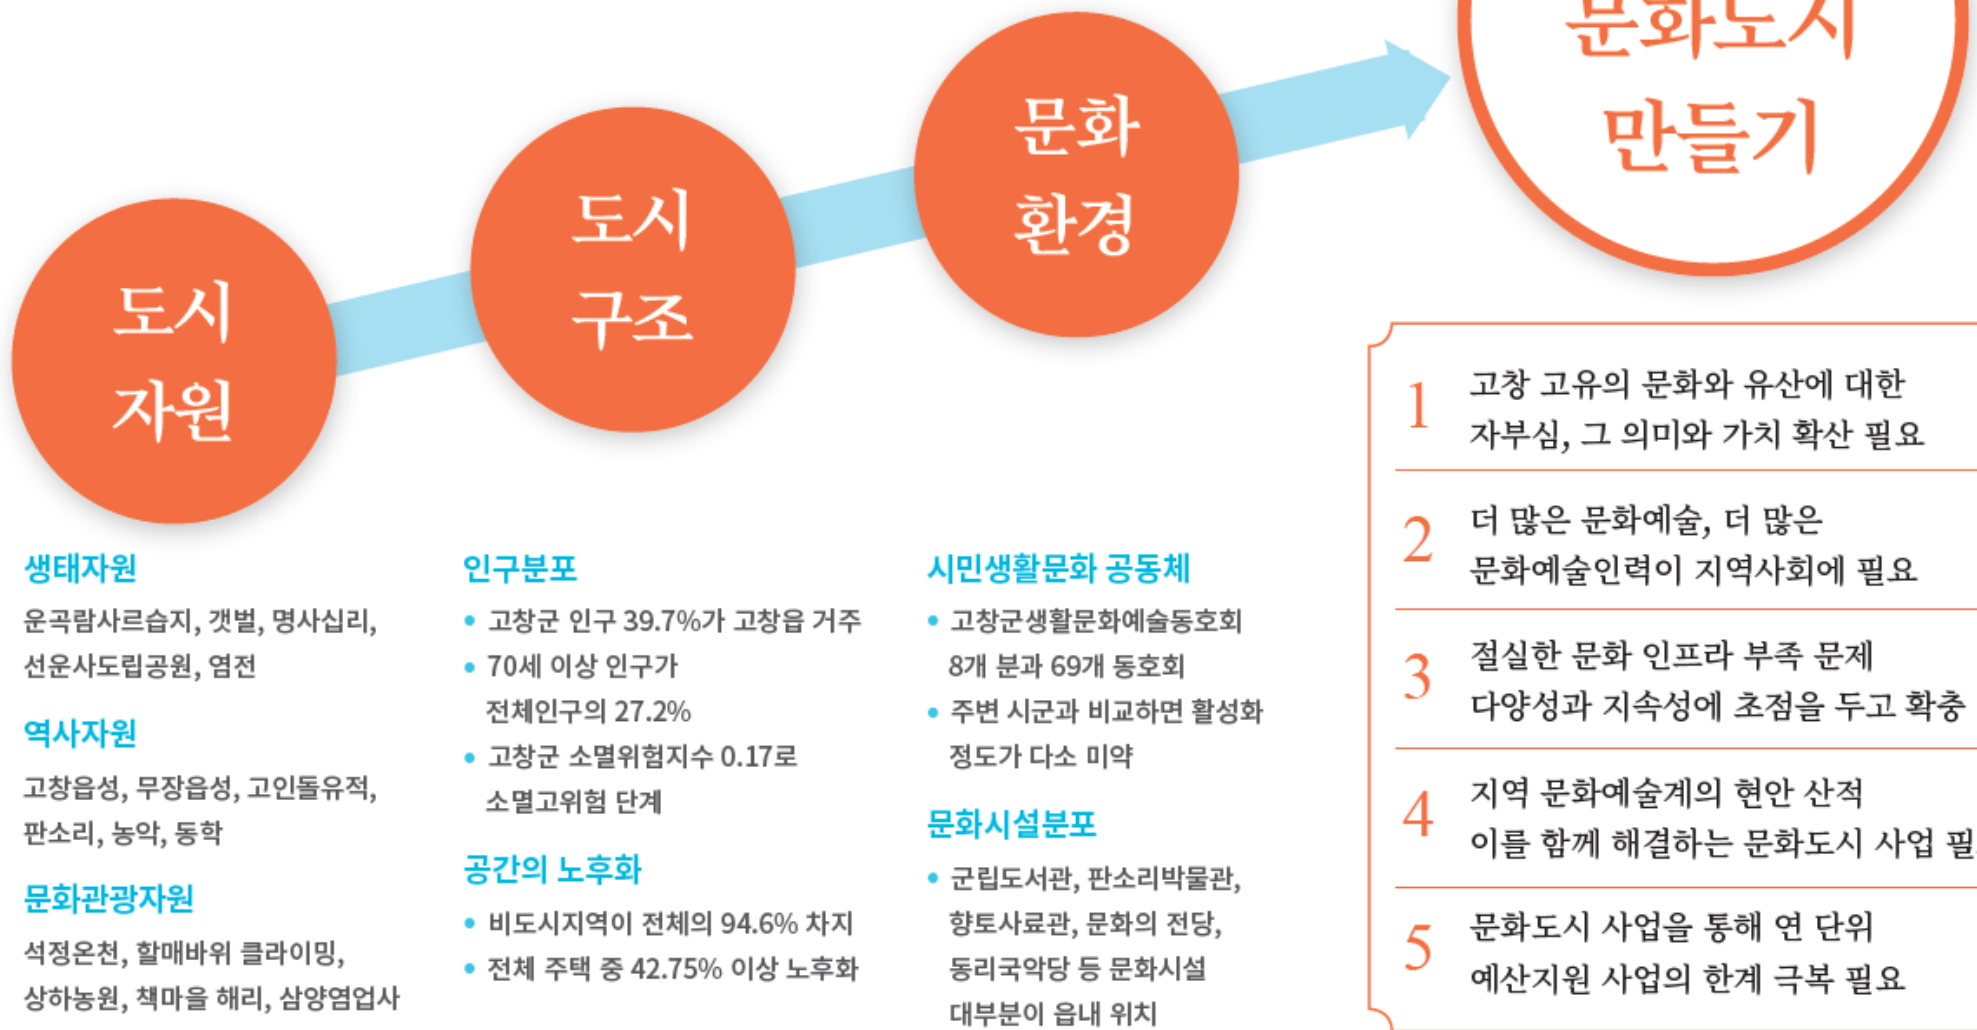 문화도시
만들기
문화
환경
도시
구조
도시
자원
생태자원
운곡람사르습지, 갯벌, 명사십리,
선운사도립공원, 염전
역사자원
고창읍성, 무장읍성, 고인돌유적,
판소리, 농악, 동학
문화관광자원
석정온천, 할매바위 클라이밍,
상하농원, 책마을 해리, 삼양염업사
인구분포
• 고창군 인구 39.7%가 고창읍 거주
• 70세 이상 인구가
전체인구의 27.2%
• 고창군 소멸위험지수 0.17로
소멸고위험 단계
공간의 노후화
• 비도시지역이 전체의 94.6% 차지
• 전체 주택 중 42.75% 이상 노후화
시민생활문화 공동체
• 고창군생활문화예술동호회
8개 분과 69개 동호회
• 주변 시군과 비교하면 활성화
정도가 다소 미약
문화시설분포
• 군립도서관, 판소리박물관,
향토사료관, 문화의 전당,
동리국악당 등 문화시설
대부분이 읍내 위치
1 고창 고유의 문화와 유산에 대한
자부심, 그 의미와 가치 확산 필요
2 더 많은 문화예술, 더 많은
문화예술인력이 지역사회에 필요
3 절실한 문화 인프라 부족 문제
다양성과 지속성에 초점을 두고 확충
4 지역 문화예술계의 현안 산적
이를 함께 해결하는 문화도시 사업 필
5 문화도시 사업을 통해 연 단위
예산지원 사업의 한계 극복 필요